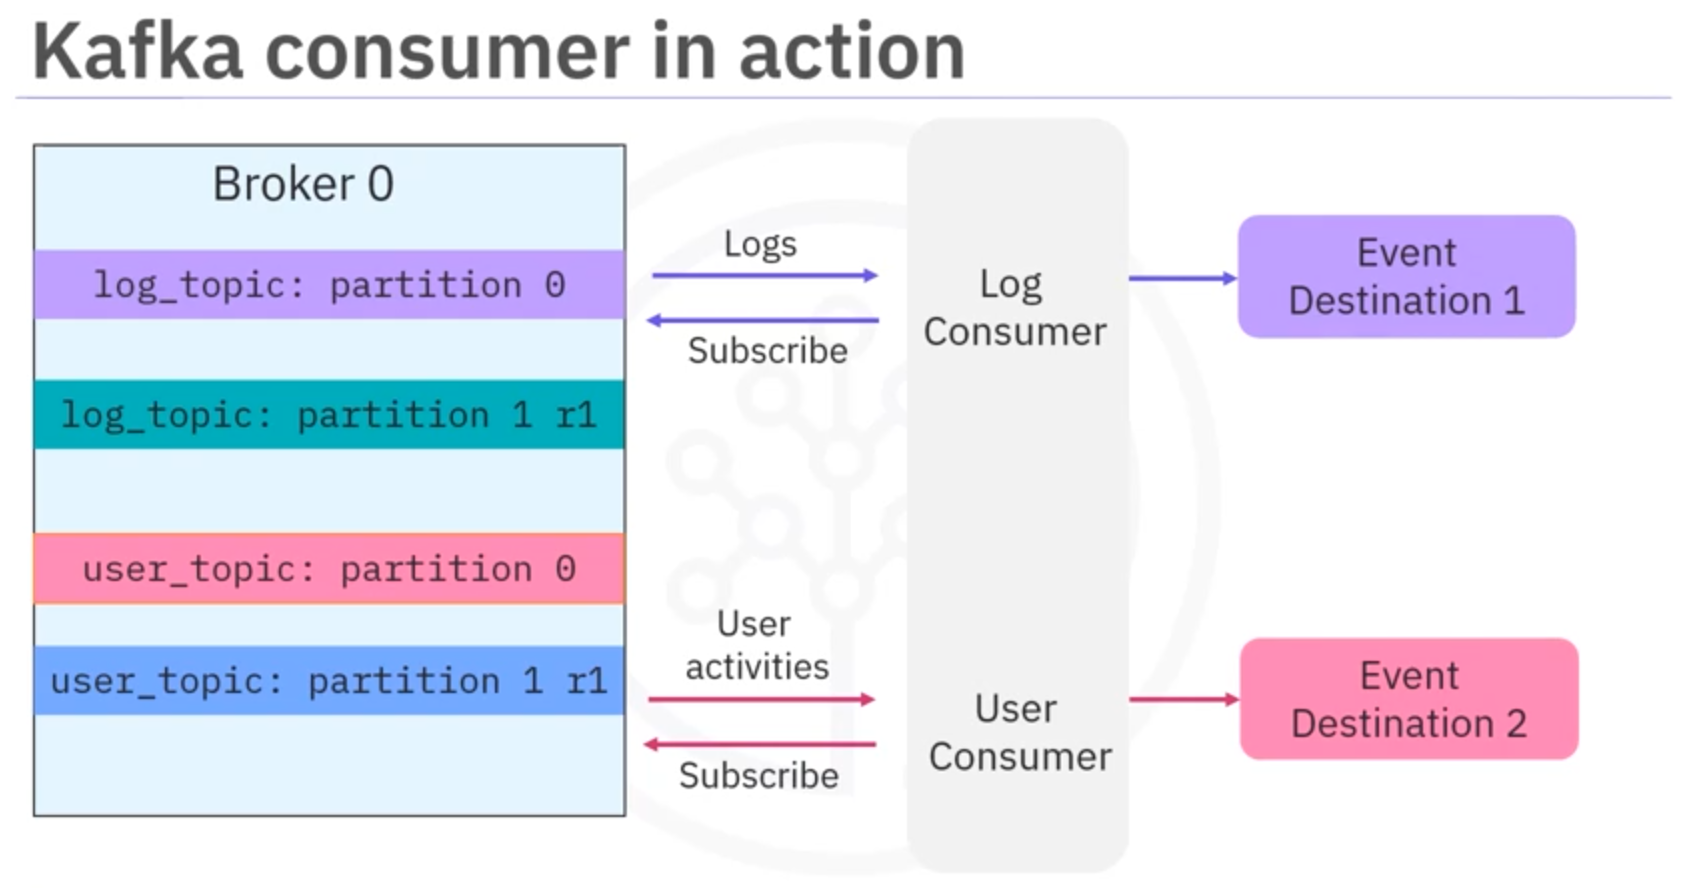 Kafka consumer in action
Broker 0
log_topic: partition 0
log_topic: partition 1 r1
user_topic: partition 0
user_topic: partition 1 r1
Logs
Subscribe
User
activities
Subscribe
Log
Consumer
User
Consumer
Event
Destination 1
Event
Destination 2